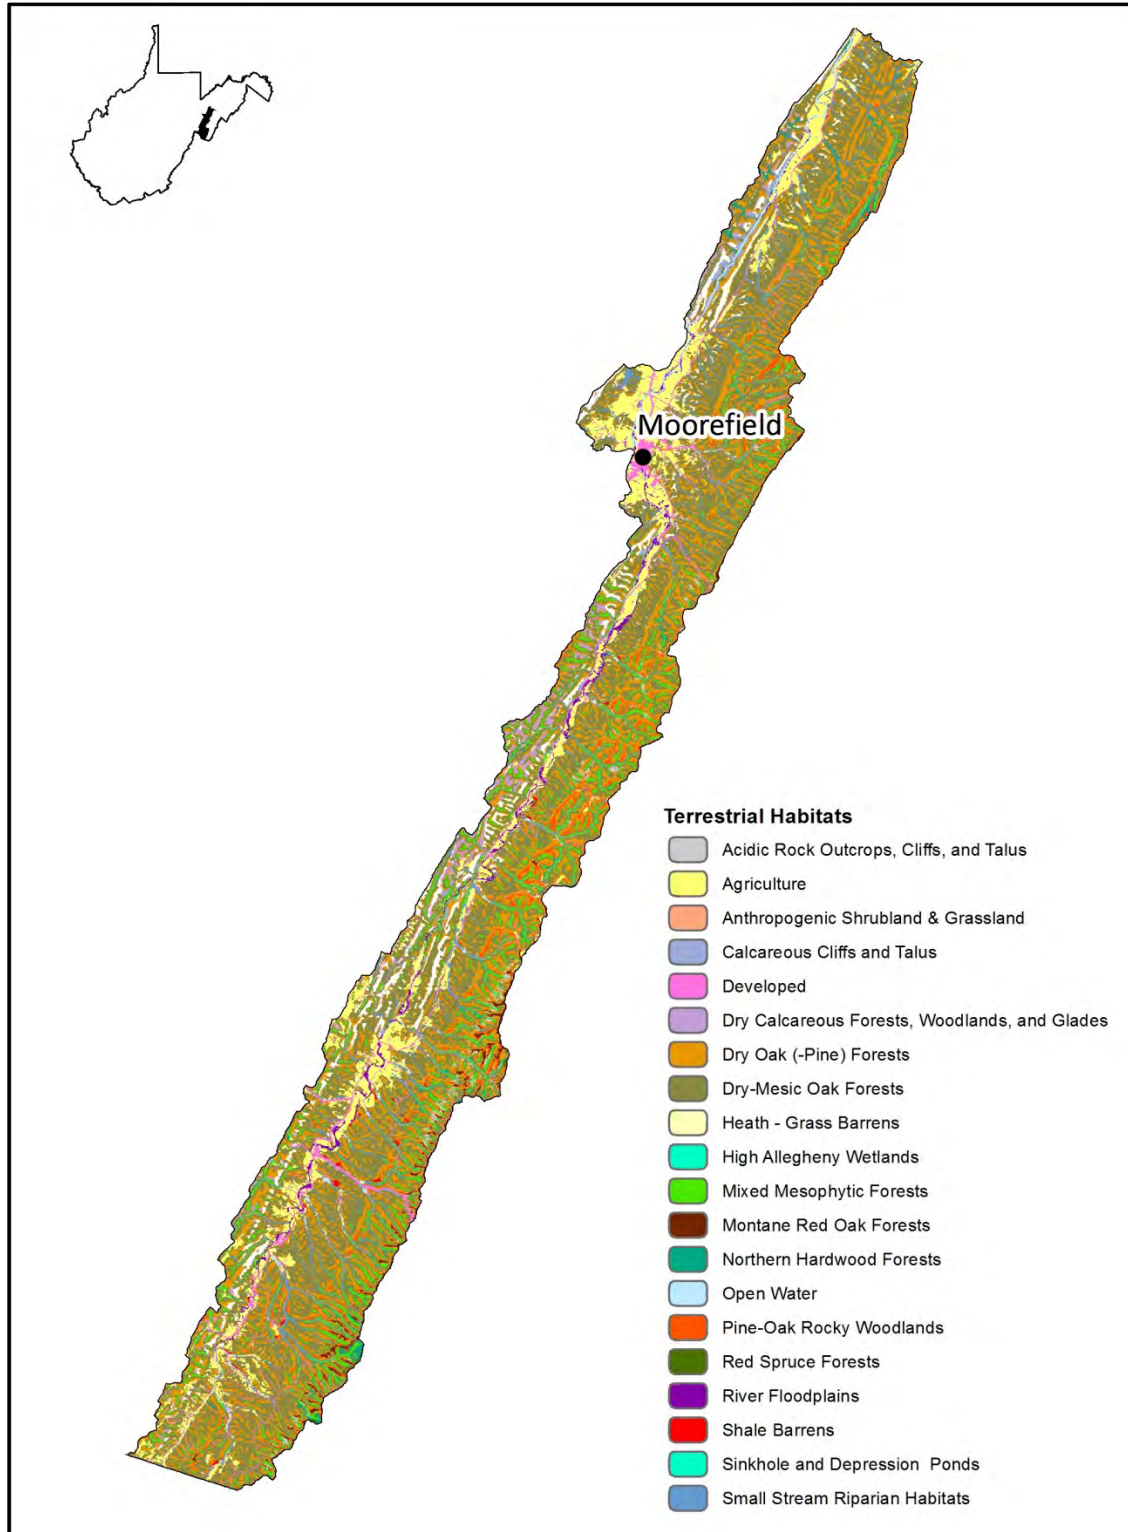 Moorefield
Terrestrial Habitats
Acidic Rock Outcrops, Cliffs, and Talus
Agriculture
Anthropogenic Shrubland & Grassland
Calcareous Cliffs and Talus
Developed
Dry Calcareous Forests, Woodlands, and Glades
Dry Oak (-Pine) Forests
Dry-Mesic Oak Forests
Heath - Grass Barrens
High Allegheny Wetlands
Mixed Mesophytic Forests
Montane Red Oak Forests
Northern Hardwood Forests
Open Water
Pine-Oak Rocky Woodlands
Red Spruce Forests
River Floodplains
Shale Barrens
Sinkhole and Depression Ponds
Small Stream Riparian Habitats